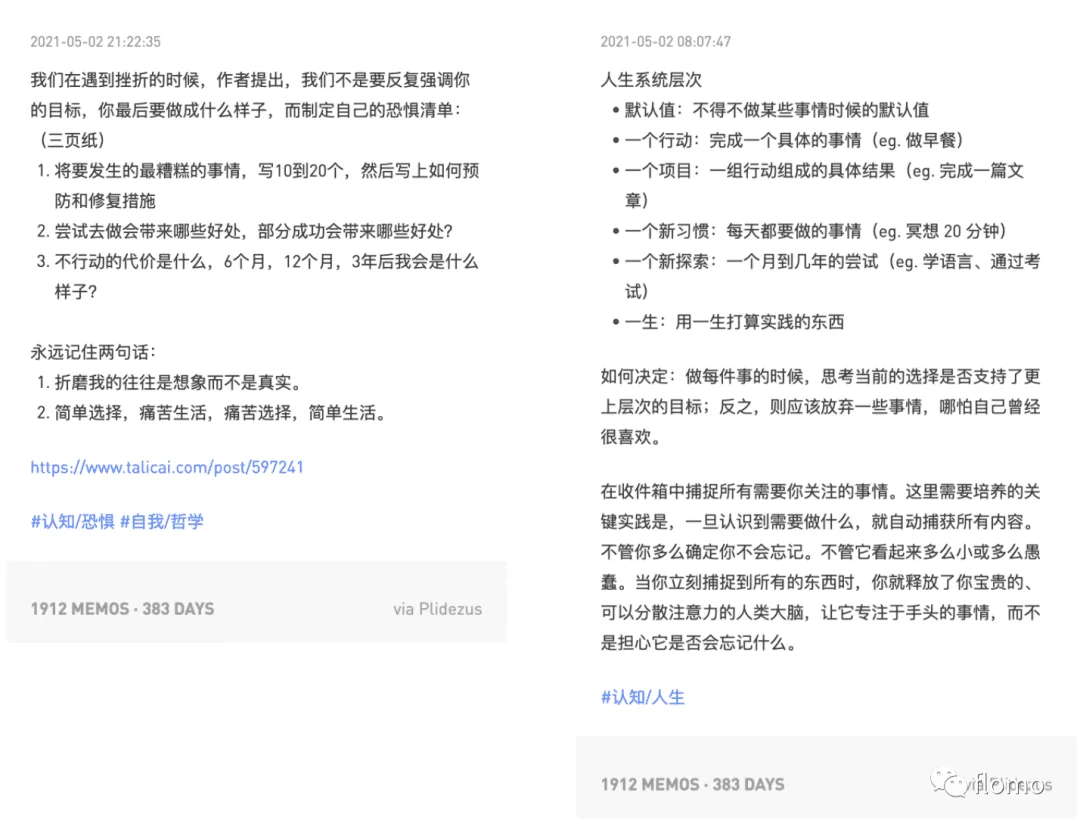 2021-05-02 21:22:35
我们在遇到挫折的时候，作者提出，我们不是要反复强调你
的目标，你最后要做成什么样子，而制定自己的恐惧清单：
（三页纸）
1. 将要发生的最糟糕的事情，写10到20个，然后写上如何预
防和修复措施
2. 尝试去做会带来哪些好处，部分成功会带来哪些好处？
3. 不行动的代价是什么，6个月，12个月，3年后我会是什么
样子？
永远记住两句话：
1. 折磨我的往往是想象而不是真实。
2. 简单选择，痛苦生活，痛苦选择，简单生活。
https://www.talicai.com/post/597241
#认知/恐惧 #自我/哲学
1912 MEMOS · 383 DAYS
via Plidezus
2021-05-02 08:07:47
人生系统层次
• 默认值：不得不做某些事情时候的默认值
• 一个行动：完成一个具体的事情（eg. 做早餐）
• 一个项目：一组行动组成的具体结果（eg. 完成一篇文
章）
• 一个新习惯：每天都要做的事情（eg. 冥想 20 分钟）
• 一个新探索：一个月到几年的尝试（eg. 学语言、通过考
试）
• 一生：用一生打算实践的东西
如何决定：做每件事的时候，思考当前的选择是否支持了更
上层次的目标；反之，则应该放弃一些事情，哪怕自己曾经
很喜欢。
在收件箱中捕捉所有需要你关注的事情。这里需要培养的关
键实践是，一旦认识到需要做什么，就自动捕获所有内容。
不管你多么确定你不会忘记。不管它看起来多么小或多么愚
蠢。当你立刻捕捉到所有的东西时，你就释放了你宝贵的、
可以分散注意力的人类大脑，让它专注于手头的事情，而不
是担心它是否会忘记什么。
#认知/人生
1912 MEMOS · 383 DAYS
flomo